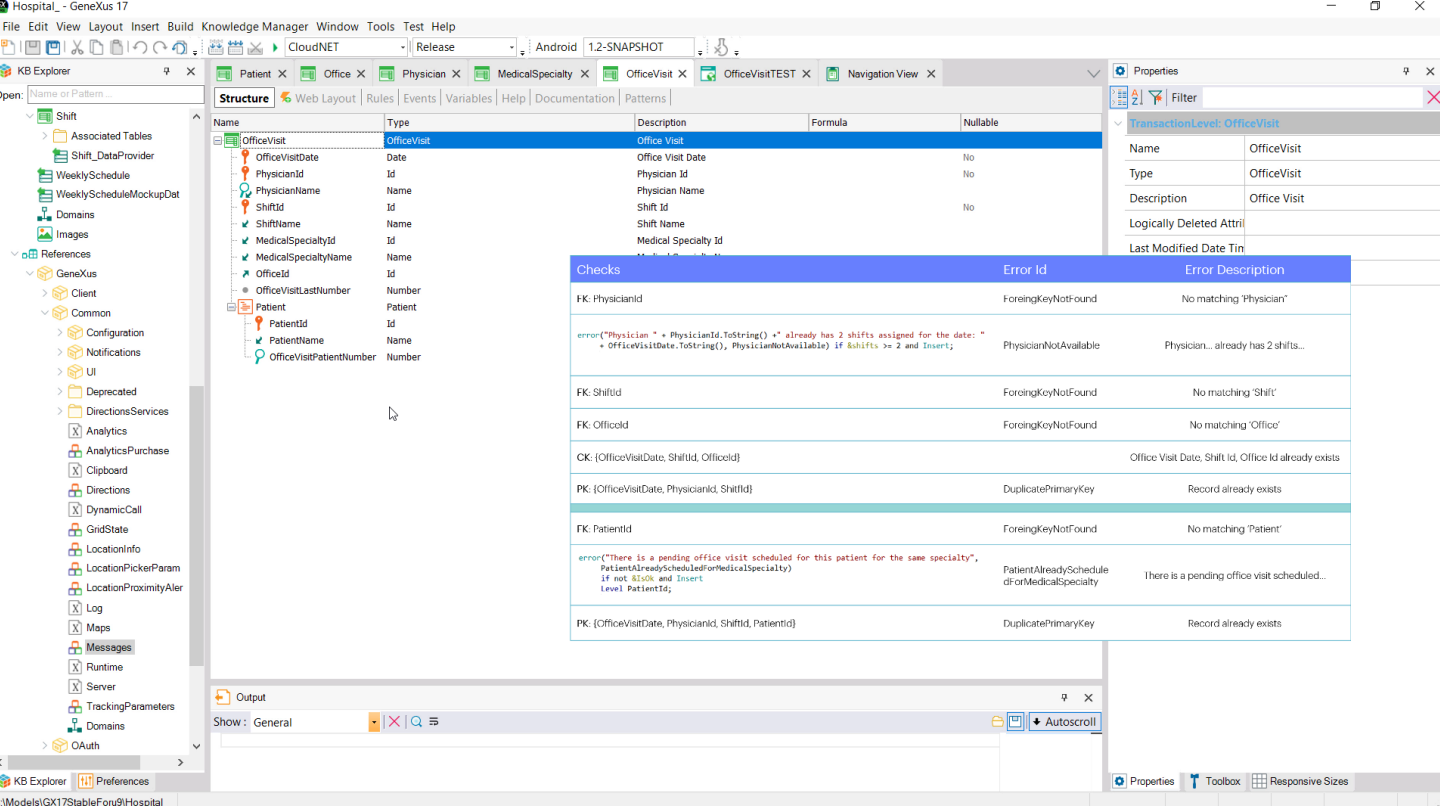 Hospital_ - GeneXus 17
File Edit View Layout Insert Build Knowledge Manager Window Tools Test Help
CloudNET Release Android 1.2-SNAPSHOT
KB Explorer
Open: Name or Pattern ...
Shift
Associated Tables
Shift_DataProvider
WeeklySchedule
WeeklyScheduleMockupDat
Domains
Images
References
GeneXus
Client
Common
Configuration
Notifications
UI
Deprecated
DirectionsServices
Analytics
AnalyticsPurchase
Clipboard
Directions
DynamicCall
GridState
LocationInfo
LocationPickerParam
LocationProximityAler
Log
Maps
Messages
Runtime
Server
TrackingParameters
Domains
OAuth
KB Explorer Preferences
:\Models\GX17StableForu9\Hospital
Patient Office Physician MedicalSpecialty OfficeVisit OfficeVisitTEST Navigation View
Structure Web Layout Rules Events Variables Help Documentation Patterns
Name Type Description Formula Nullable
OfficeVisit OfficeVisit Office Visit
OfficeVisitDate Date Office Visit Date No
PhysicianId Id Physician Id No
PhysicianName Name Physician Name
ShiftId Id Shift Id No
ShiftName Name Shift Name
MedicalSpecialtyId Id Medical Specialty Id
MedicalSpecialtyName Name
OfficeId Id
OfficeVisitLastNumber Number
Patient Patient
PatientId Id
PatientName Name
OfficeVisitPatientNumber Number
Checks Error Id Error Description
FK: PhysicianId ForeingKeyNotFound No matching 'Physician"
error("Physician " + PhysicianId.ToString() +" already has 2 shifts assigned for the date: "
+ OfficeVisitDate.ToString(), PhysicianNotAvailable) if &shifts >= 2 and Insert;
PhysicianNotAvailable Physician... already has 2 shifts...
FK: ShiftId ForeingKeyNotFound No matching 'Shift'
FK: OfficeId ForeingKeyNotFound No matching 'Office'
CK: {OfficeVisitDate, ShiftId, OfficeId} Office Visit Date, Shift Id, Office Id already exists
PK: {OfficeVisitDate, PhysicianId, ShitfId} DuplicatePrimaryKey Record already exists
FK: PatientId ForeingKeyNotFound No matching 'Patient'
error("There is a pending office visit scheduled for this patient for the same specialty",
PatientAlreadyScheduledForMedicalSpecialty)
if not &IsOk and Insert
Level PatientId;
PatientAlreadySchedule
dForMedicalSpecialty
There is a pending office visit scheduled...
PK: {OfficeVisitDate, PhysicianId, ShiftId, PatientId} DuplicatePrimaryKey Record already exists
Output
Show: General Autoscroll
Properties
Filter
TransactionLevel: OfficeVisit
Name OfficeVisit
Type OfficeVisit
Description Office Visit
Logically Deleted Attri
Last Modified Date Tim
Properties Toolbox Responsive Sizes